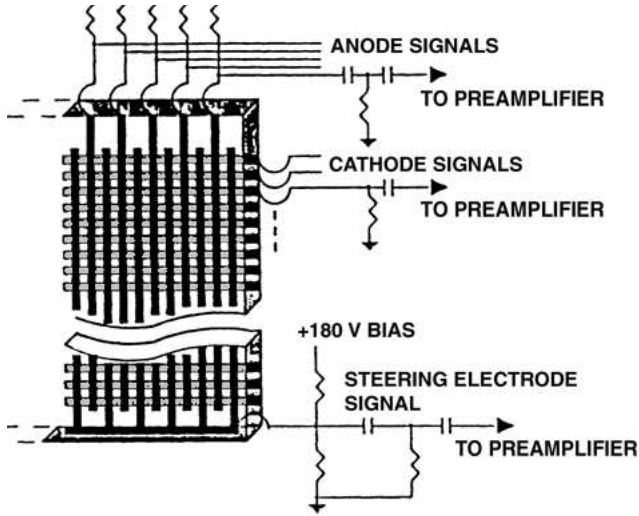 ANODE SIGNALS
TO PREAMPLIFIER
CATHODE SIGNALS
TO PREAMPLIFIER
+180 V BIAS
STEERING ELECTRODE
SIGNAL
TO PREAMPLIFIER